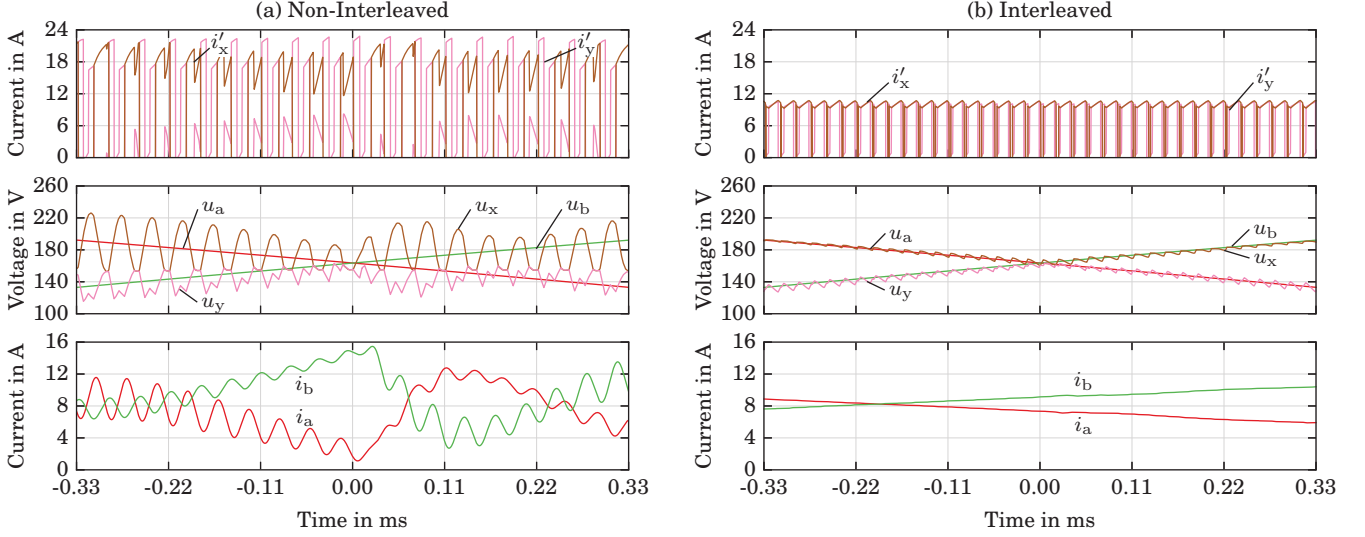 (a) Non-Interleaved
Current in A
24
18
12
6
0
i′x
i′y
Voltage in V
260
220
180
140
100
ua
ux
ub
uy
Current in A
16
12
8
4
0
ib
ia
-0.33
-0.22
-0.11
0.00
0.11
0.22
0.33
Time in ms
(b) Interleaved
Current in A
24
18
12
6
0
i′x
i′y
Voltage in V
260
220
180
140
100
ua
ub
ux
uy
Current in A
16
12
8
4
0
ib
ia
-0.33
-0.22
-0.11
0.00
0.11
0.22
0.33
Time in ms